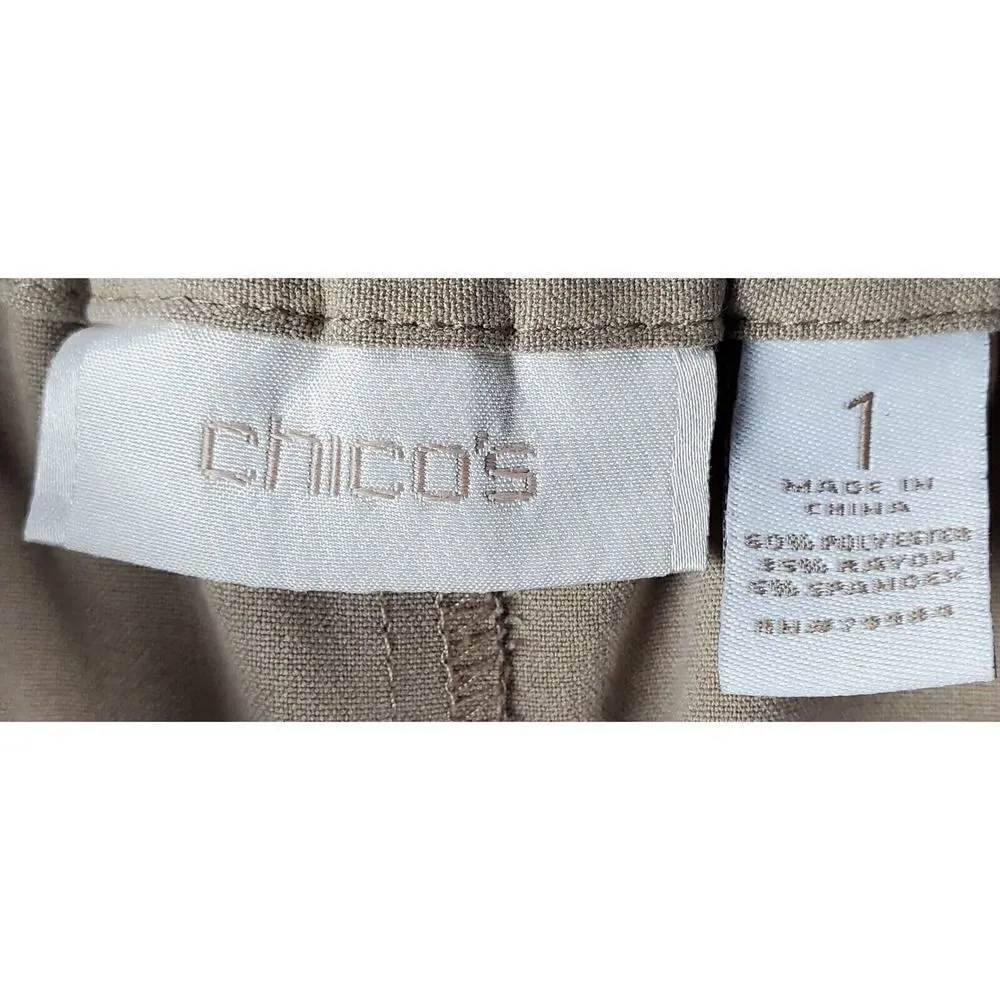 chico's
1
MADE IN
CHINA
60% POLYESTER
35% RAYON
5% SPANDEX